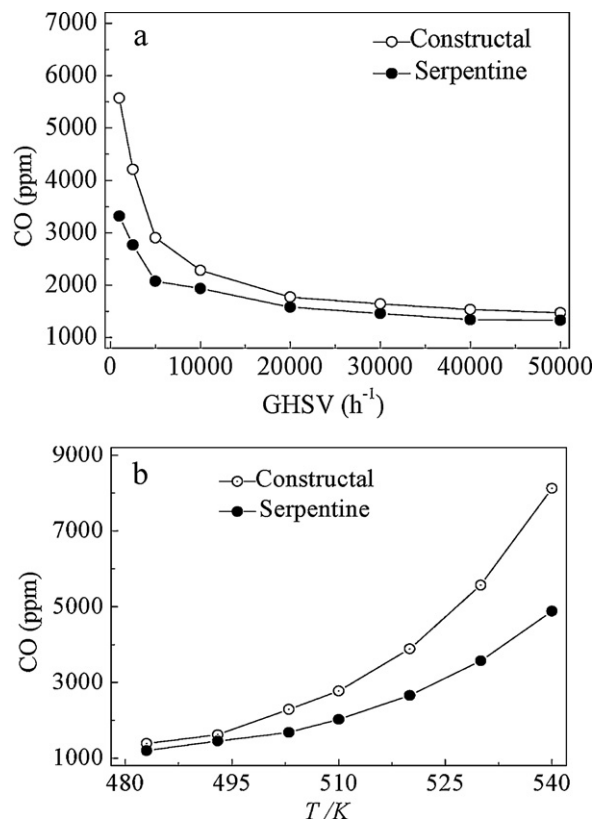 a
Constructal
Serpentine
7000
6000
5000
4000
3000
2000
1000
CO (ppm)
0 10000 20000 30000 40000 50000
GHSV (h⁻¹)
b
Constructal
Serpentine
9000
7000
5000
3000
1000
CO (ppm)
480 495 510 525 540
T /K